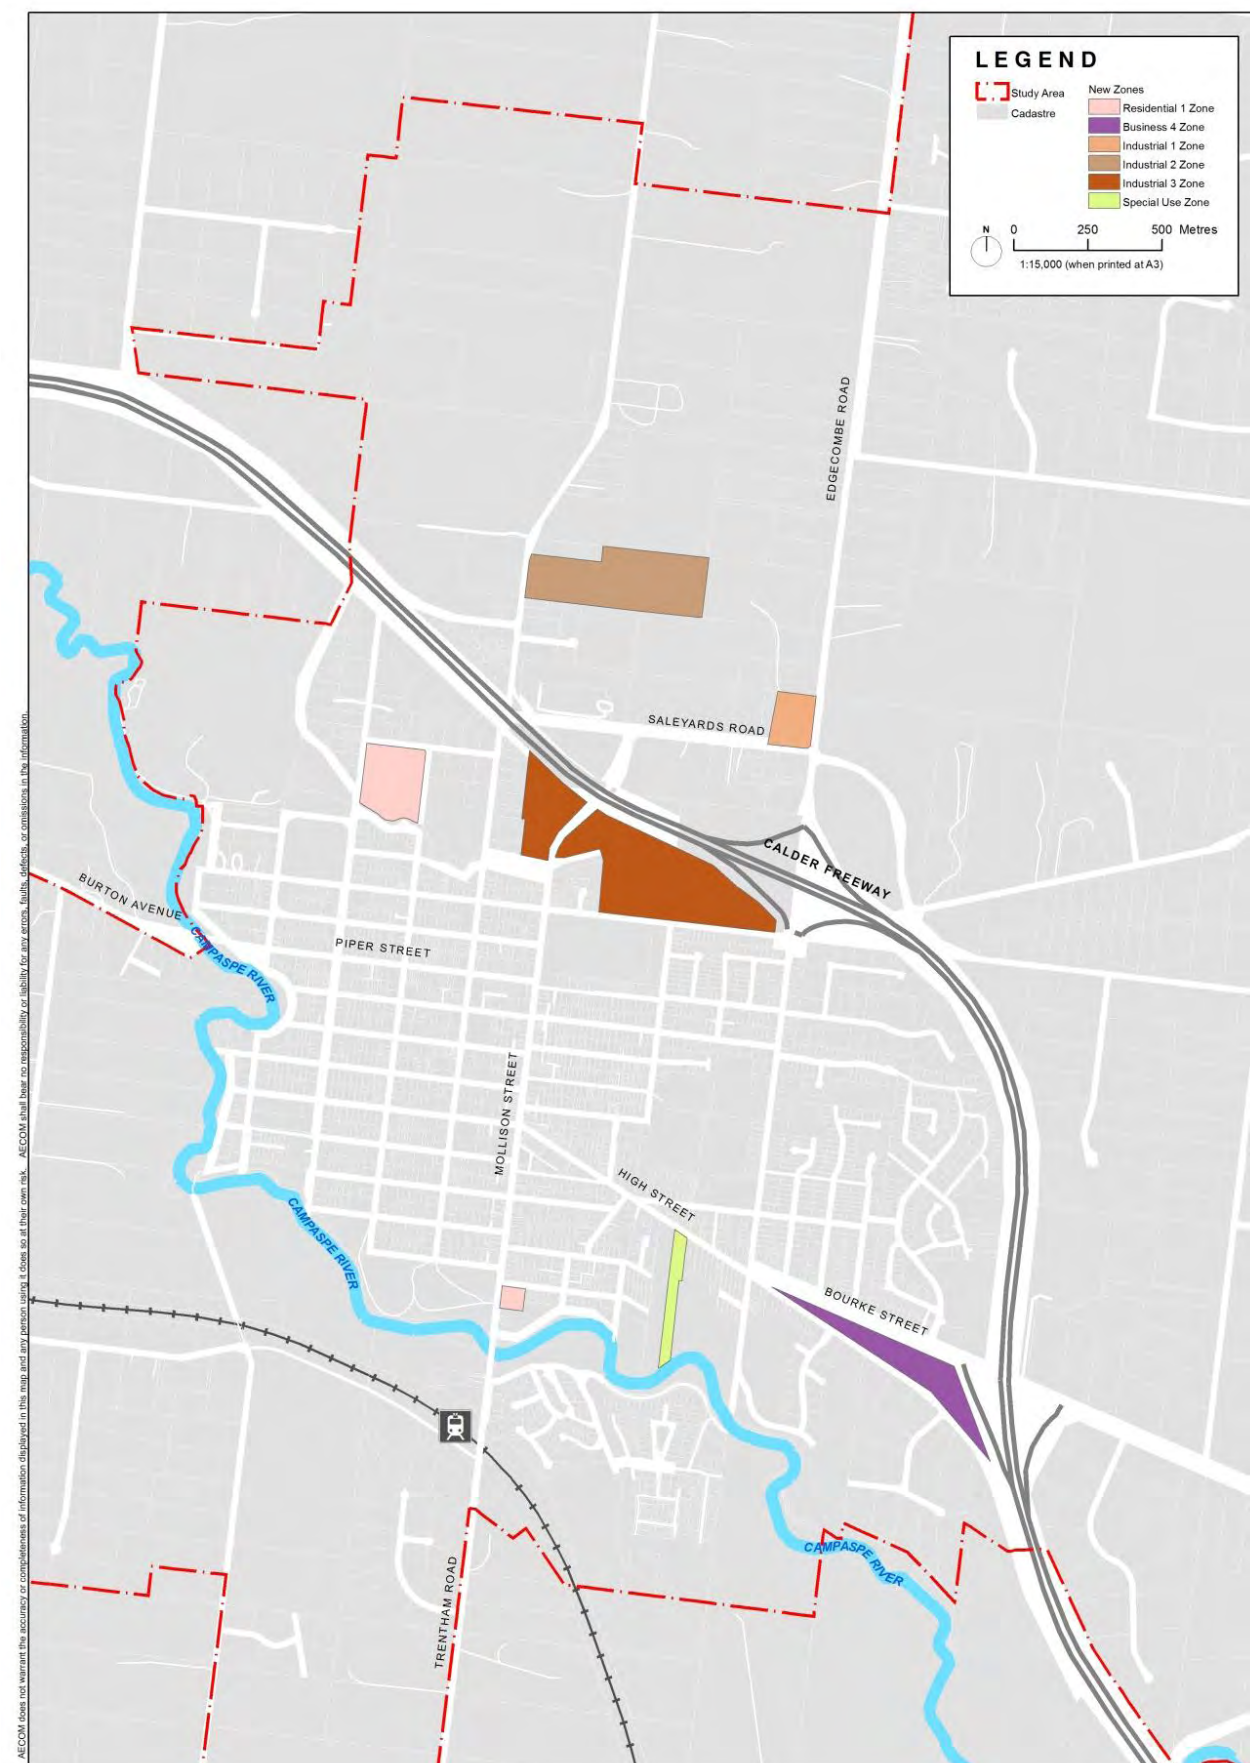 LEGEND
Study Area
Cadastre
New Zones
Residential 1 Zone
Business 4 Zone
Industrial 1 Zone
Industrial 2 Zone
Industrial 3 Zone
Special Use Zone
N
0 250 500 Metres
1:15,000 (when printed at A3)
EDGECOMBE ROAD
SALEYARDS ROAD
CALDER FREEWAY
BURTON AVENUE
CAMPASPE RIVER
PIPER STREET
MOLLISON STREET
HIGH STREET
CAMPASPE RIVER
BOURKE STREET
CAMPASPE RIVER
TRENTHAM ROAD
AECOM does not warrant the accuracy or completeness of information displayed in this map and any person using it does so at their own risk. AECOM shall bear no responsibility or liability for any errors, faults, defects, or omissions in the information.